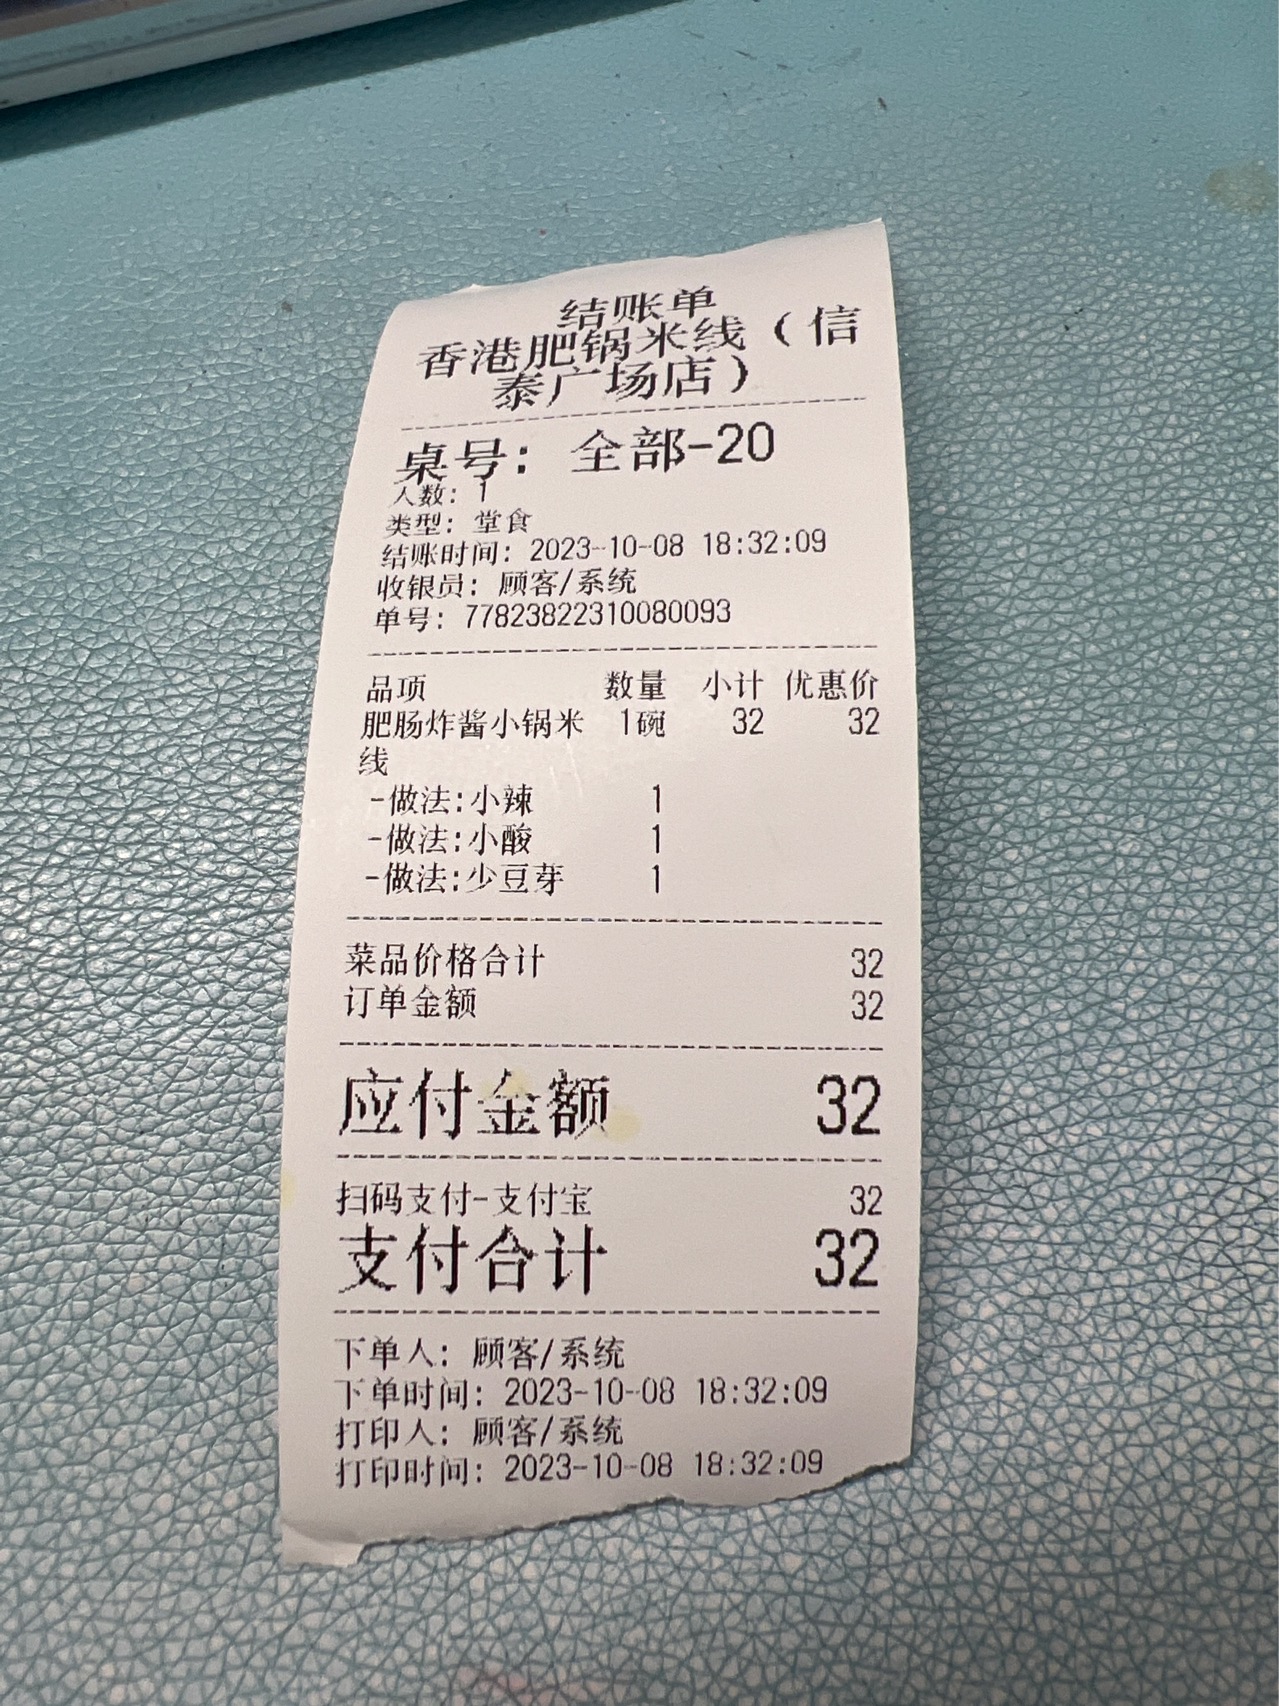 结账单
香港肥锅米线（信
泰广场店）
桌号：全部-20
人数：1
类型：堂食
结账时间：2023-10-08 18:32:09
收银员：顾客/系统
单号：77823822310080093
品项 数量 小计 优惠价
肥肠炸酱小锅米 1碗 32 32
线
-做法:小辣 1
-做法:小酸 1
-做法:少豆芽 1
菜品价格合计 32
订单金额 32
应付金额 32
扫码支付-支付宝 32
支付合计 32
下单人：顾客/系统
下单时间：2023-10-08 18:32:09
打印人：顾客/系统
打印时间：2023-10-08 18:32:09